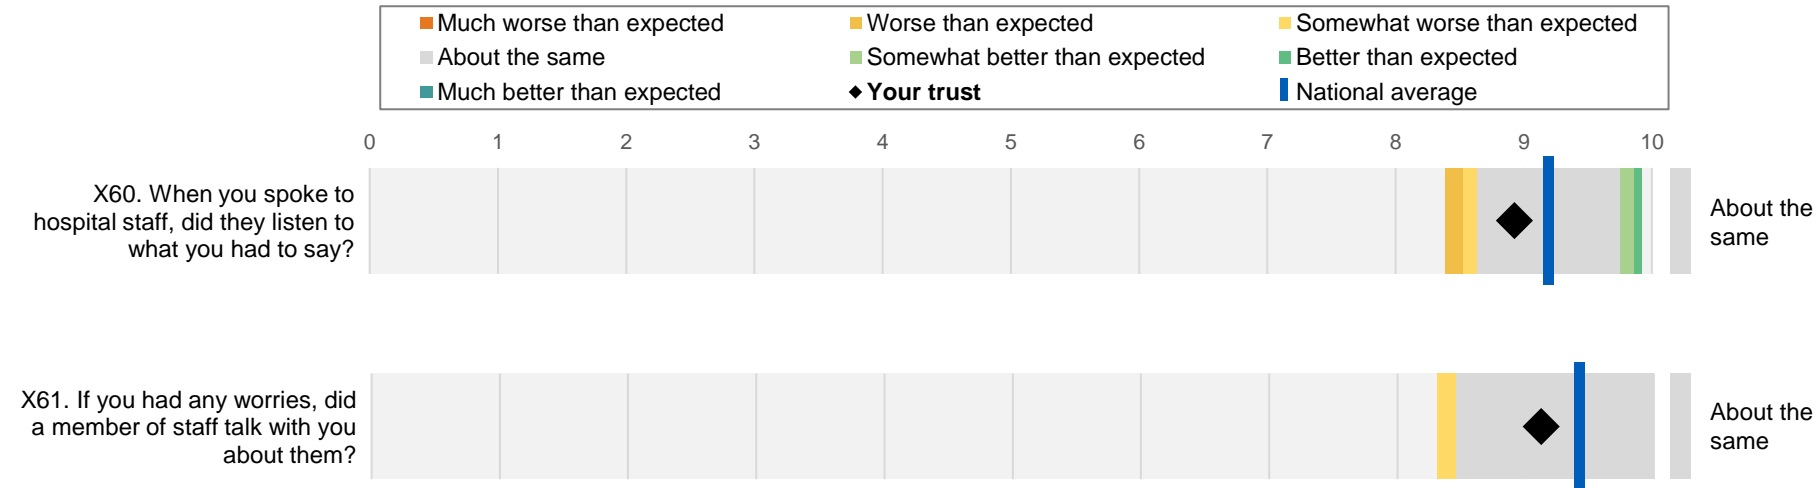 Much worse than expected
Worse than expected
Somewhat worse than expected
About the same
Somewhat better than expected
Better than expected
Much better than expected
Your trust
National average
0 1 2 3 4 5 6 7 8 9 10
X60. When you spoke to
hospital staff, did they listen to
what you had to say?
About the
same
X61. If you had any worries, did
a member of staff talk with you
about them?
About the
same